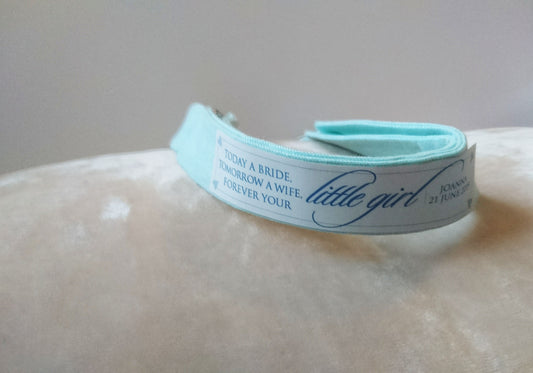 TODAY A BRIDE,
TOMORROW A WIFE,
FOREVER YOUR
little girl
JOANNA
21 JUNE